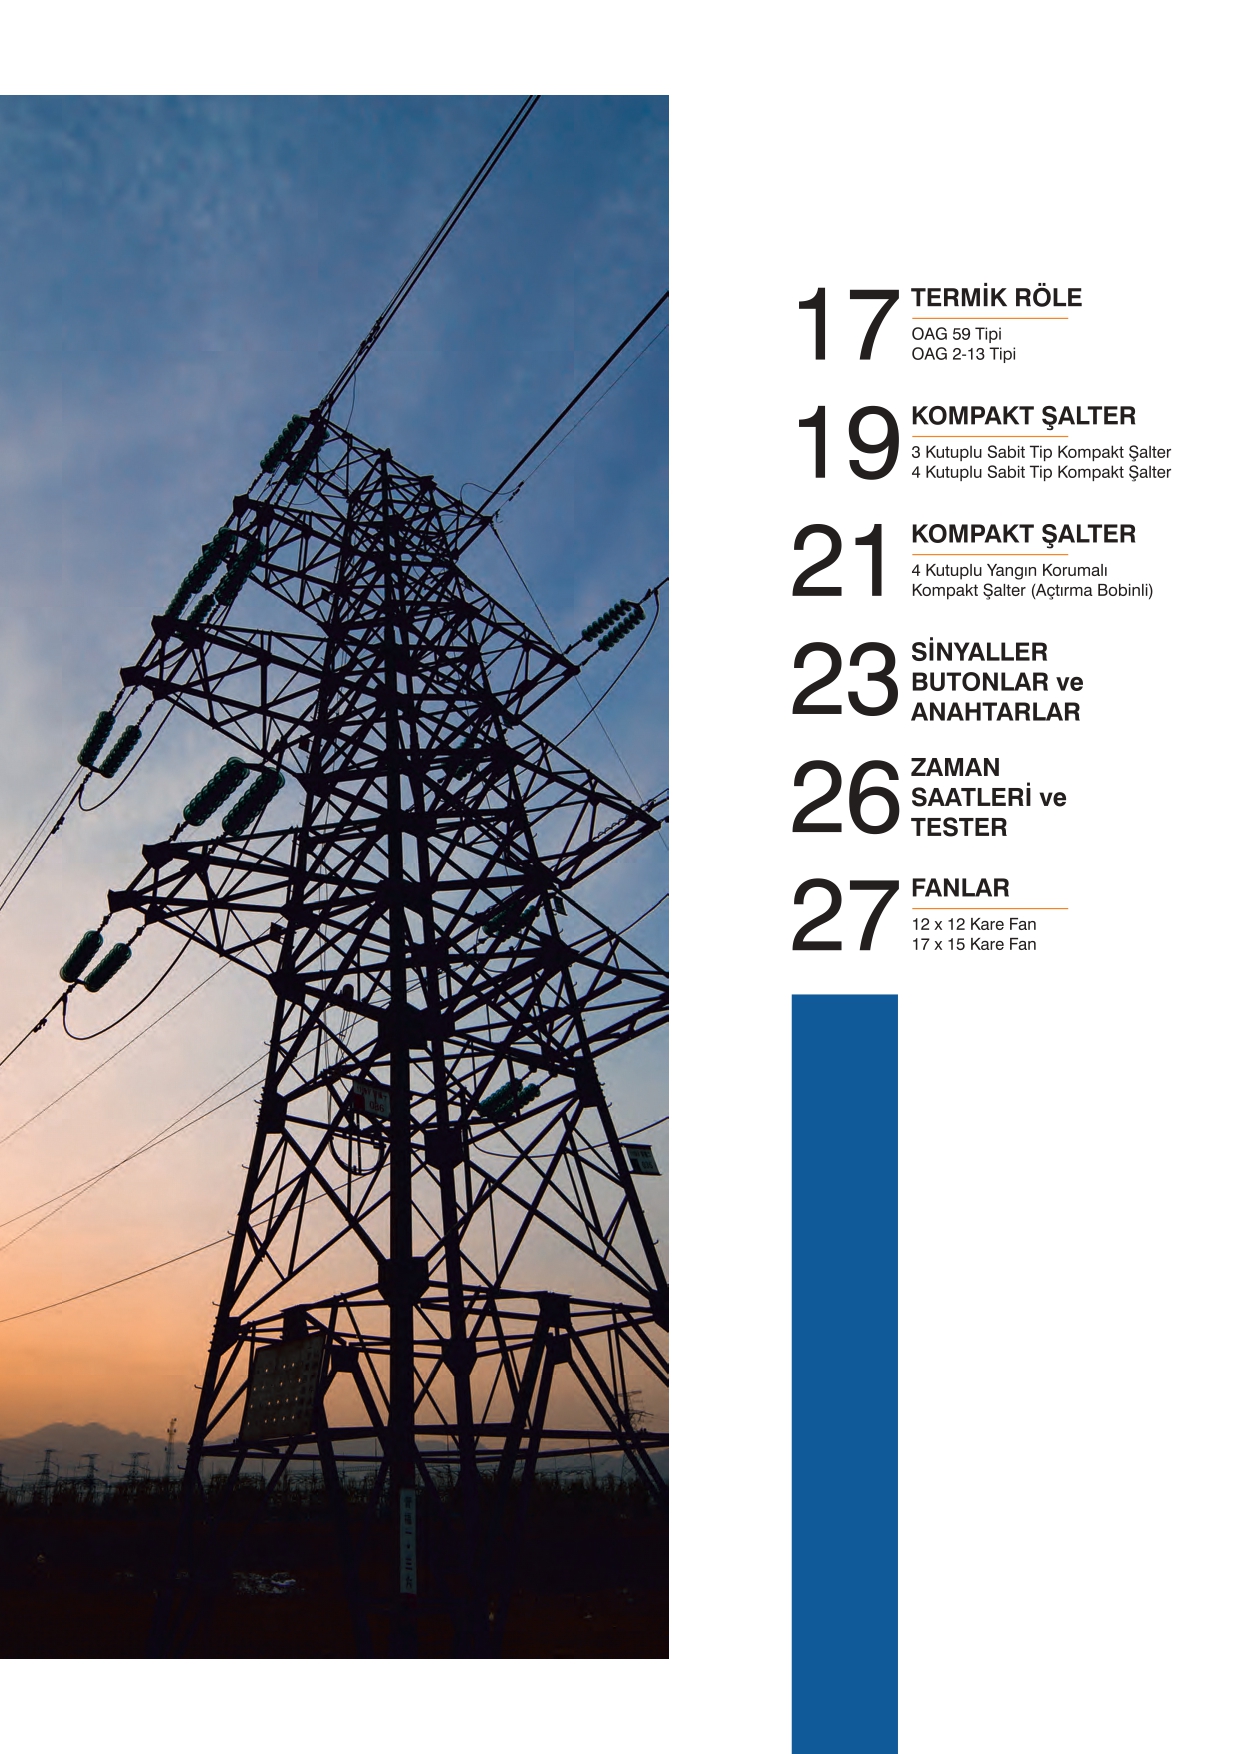 17
TERMİK RÖLE
OAG 59 Tipi
OAG 2-13 Tipi
19
KOMPAKT ŞALTER
3 Kutuplu Sabit Tip Kompakt Şalter
4 Kutuplu Sabit Tip Kompakt Şalter
21
KOMPAKT ŞALTER
4 Kutuplu Yangın Korumalı
Kompakt Şalter (Açtırma Bobinli)
23
SİNYALLER
BUTONLAR ve
ANAHTARLAR
26
ZAMAN
SAATLERİ ve
TESTER
27
FANLAR
12 x 12 Kare Fan
17 x 15 Kare Fan